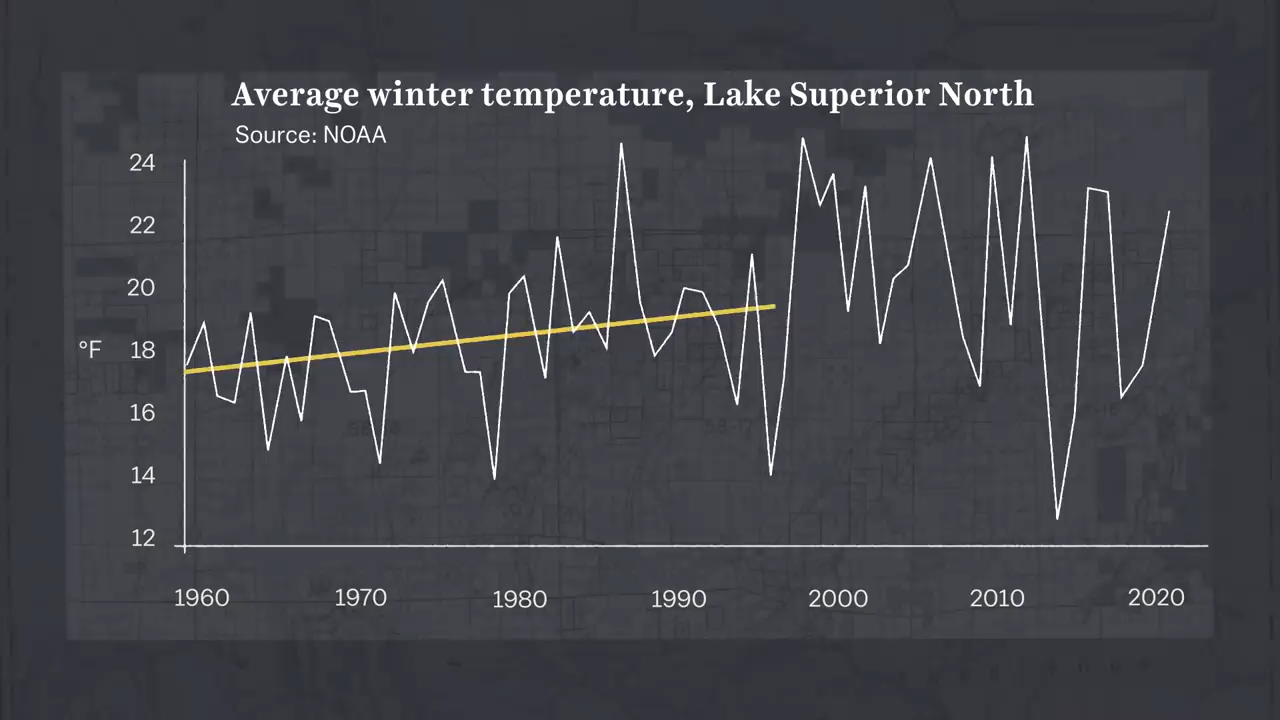 Average winter temperature, Lake Superior North
Source: NOAA
24
22
20
°F
18
16
14
12
1960 1970 1980 1990 2000 2010 2020